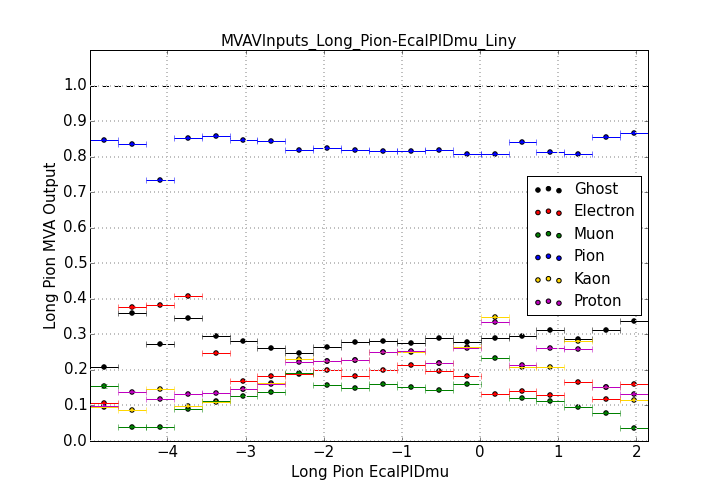 MVAVInputs_Long_Pion-EcalPIDmu_Liny
Long Pion MVA Output
1.0
0.9
0.8
0.7
0.6
0.5
0.4
0.3
0.2
0.1
0.0
Ghost
Electron
Muon
Pion
Kaon
Proton
−4 −3 −2 −1 0 1 2
Long Pion EcalPIDmu